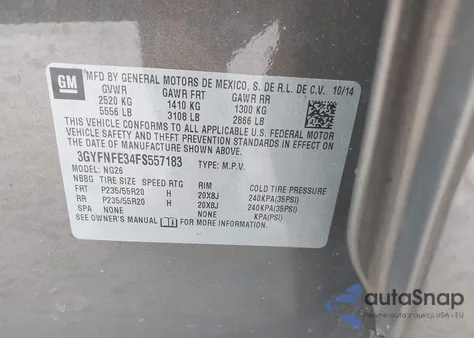 GM
MFD BY GENERAL MOTORS DE MEXICO, S. DE R.L. DE C.V. 10/14
GVWR GAWR FRT GAWR RR
2520 KG 1410 KG 1300 KG
5556 LB 3108 LB 2866 LB
THIS VEHICLE CONFORMS TO ALL APPLICABLE U.S. FEDERAL MOTOR
VEHICLE SAFETY AND THEFT PREVENTION STANDARDS IN EFFECT ON
THE DATE OF MANUFACTURE SHOWN ABOVE.
3GYFNFE34FS557183 TYPE: M.P.V.
MODEL: NG26
NBBG TIRE SIZE SPEED RTG RIM COLD TIRE PRESSURE
FRT P235/55R20 H 20X8J 240KPA(35PSI)
RR P235/55R20 H 20X8J 240KPA(35PSI)
SPA NONE NONE KPA(PSI)
SEE OWNER'S MANUAL FOR MORE INFORMATION.
autoSnap
Pewne auto z USA i EU